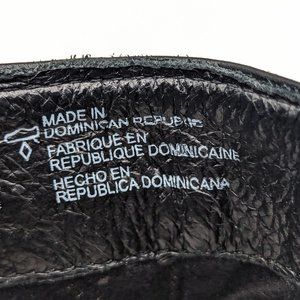 MADE IN
DOMINICAN REPUBLIC
FABRIQUE EN
REPUBLIQUE DOMINICAINE
HECHO EN
REPUBLICA DOMINICANA